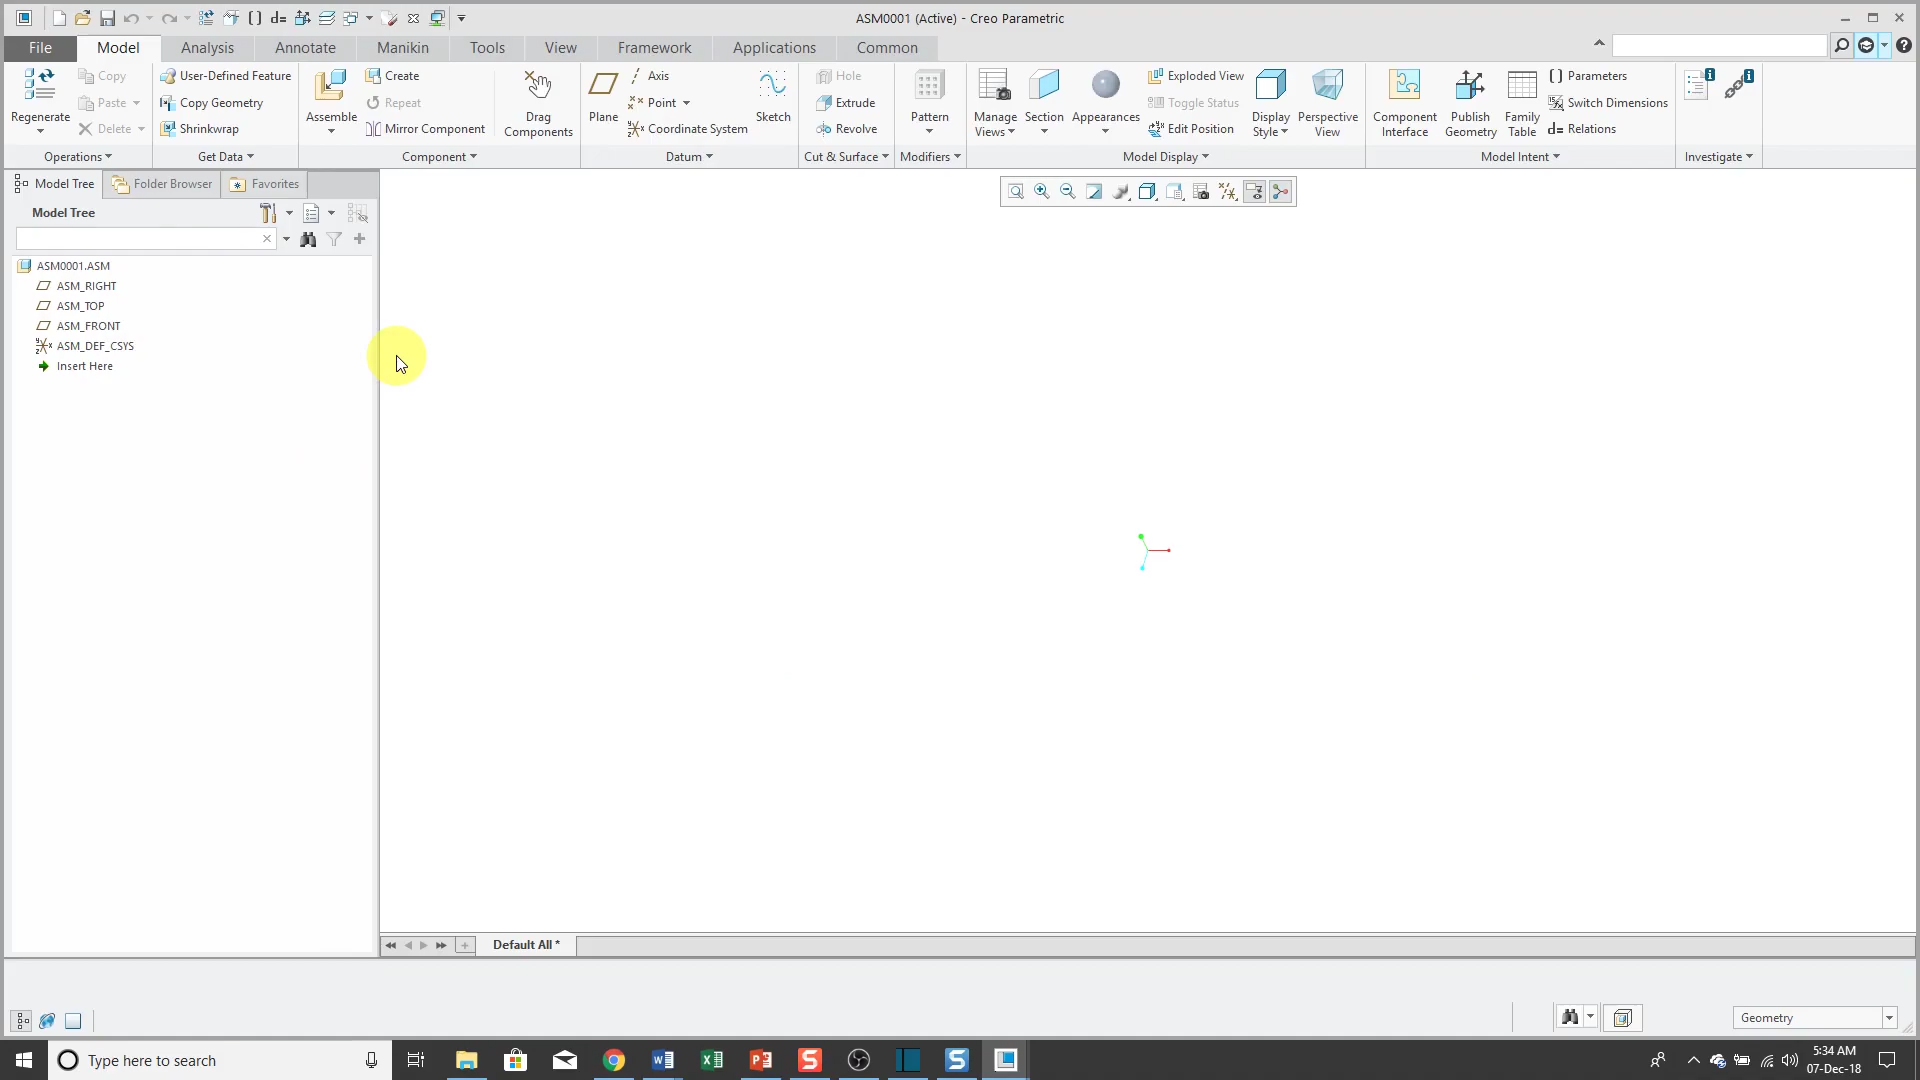 ASM0001 (Active) - Creo Parametric
File Model Analysis Annotate Manikin Tools View Framework Applications Common
Regenerate
Copy
Paste
Delete
Operations
User-Defined Feature
Copy Geometry
Shrinkwrap
Get Data
Assemble
Create
Repeat
Mirror Component
Drag
Components
Component
Plane
Axis
Point
Coordinate System
Sketch
Datum
Hole
Extrude
Revolve
Cut & Surface
Pattern
Modifiers
Manage
Views
Section
Appearances
Exploded View
Toggle Status
Edit Position
Display
Style
Perspective
View
Model Display
Component
Interface
Publish
Geometry
Family
Table
Parameters
Switch Dimensions
Relations
Model Intent
Investigate
Model Tree Folder Browser Favorites
Model Tree
ASM0001.ASM
ASM_RIGHT
ASM_TOP
ASM_FRONT
ASM_DEF_CSYS
Insert Here
Default All *
Geometry
Type here to search
5:34 AM
07-Dec-18